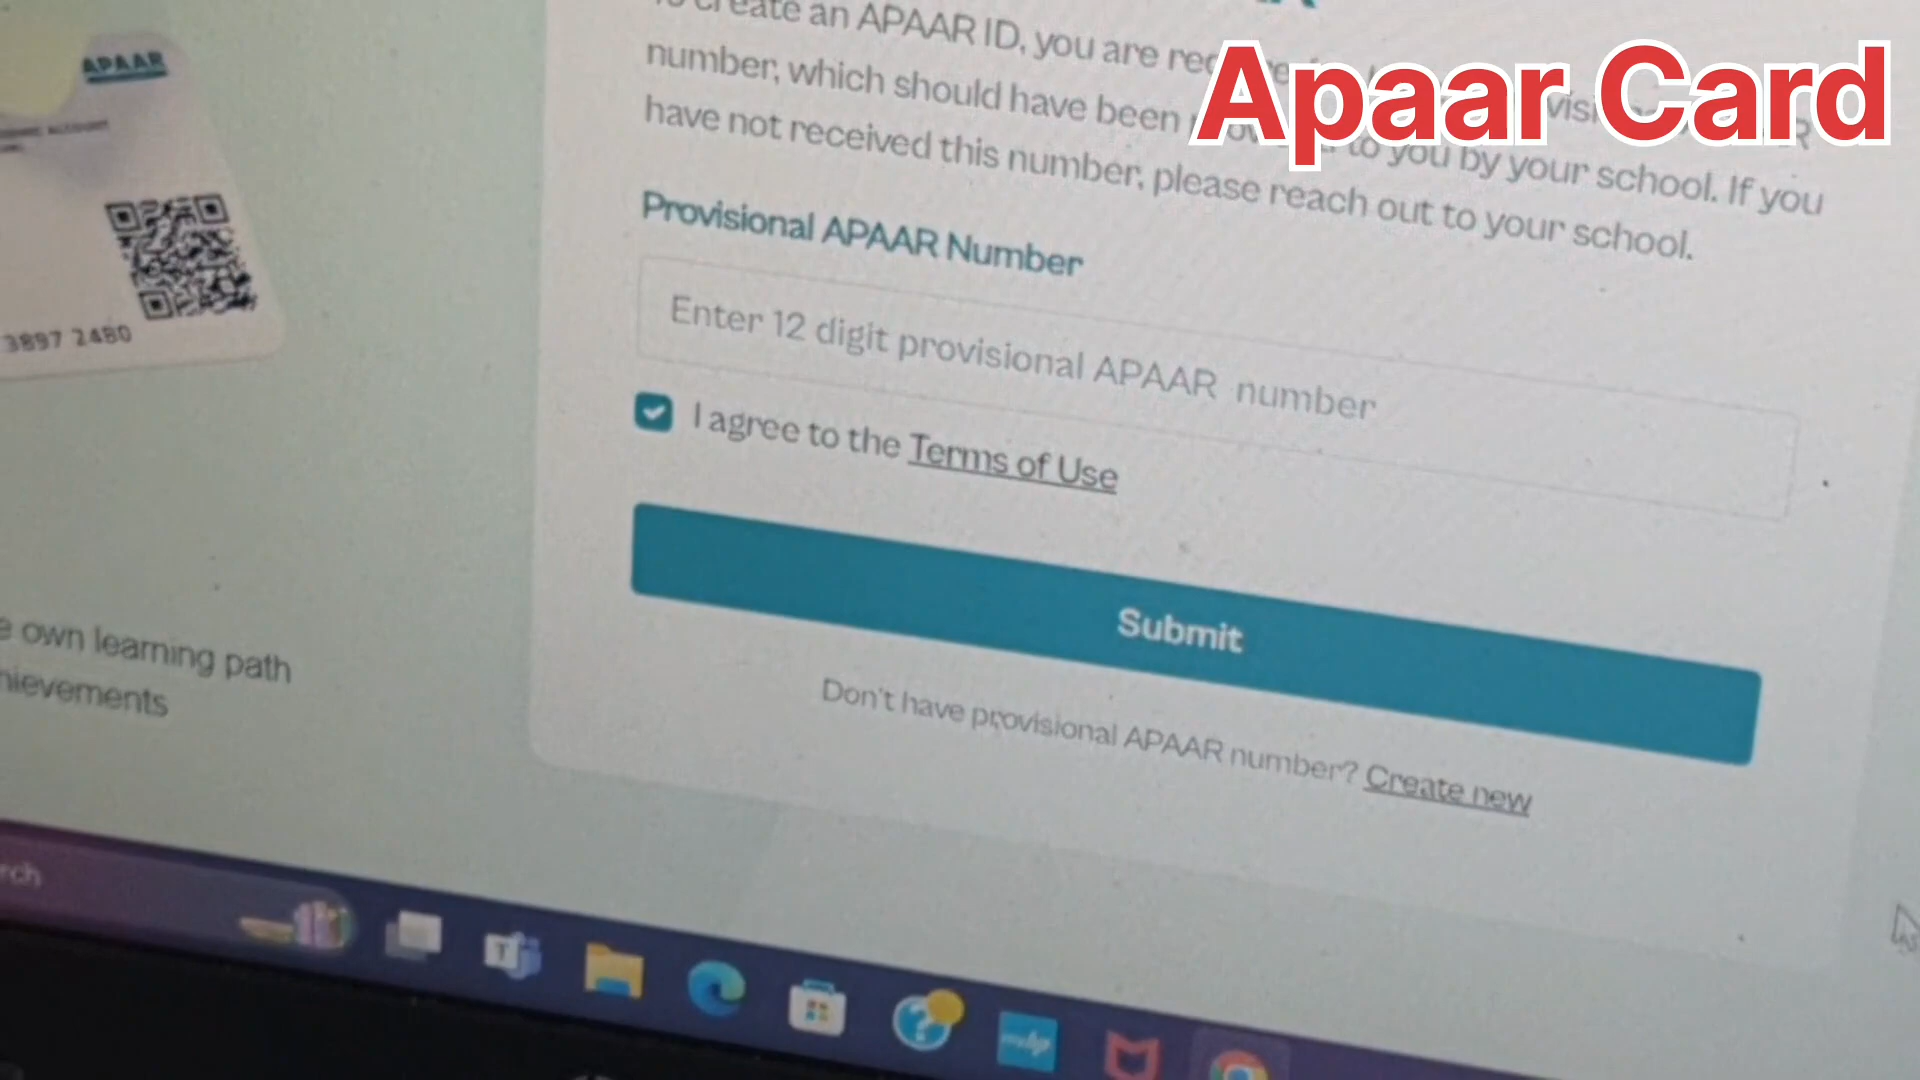 Apaar Card
create an APAAR ID, you are
number, which should have been to you by your school. If you
have not received this number, please reach out to your school.
Provisional APAAR Number
Enter 12 digit provisional APAAR number
I agree to the Terms of Use
Submit
Don't have provisional APAAR number? Create new
APAAR
3897 2480
own learning path